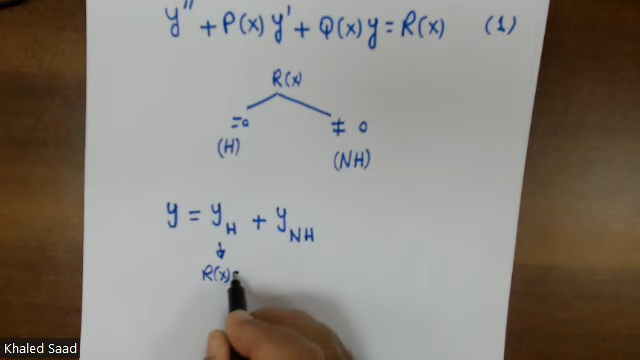 y'' + P(x) y' + Q(x) y = R(x) (1)
R(x)
= 0 ≠ 0
(H) (NH)
y = y_H + y_NH
↓
R(x)
Khaled Saad